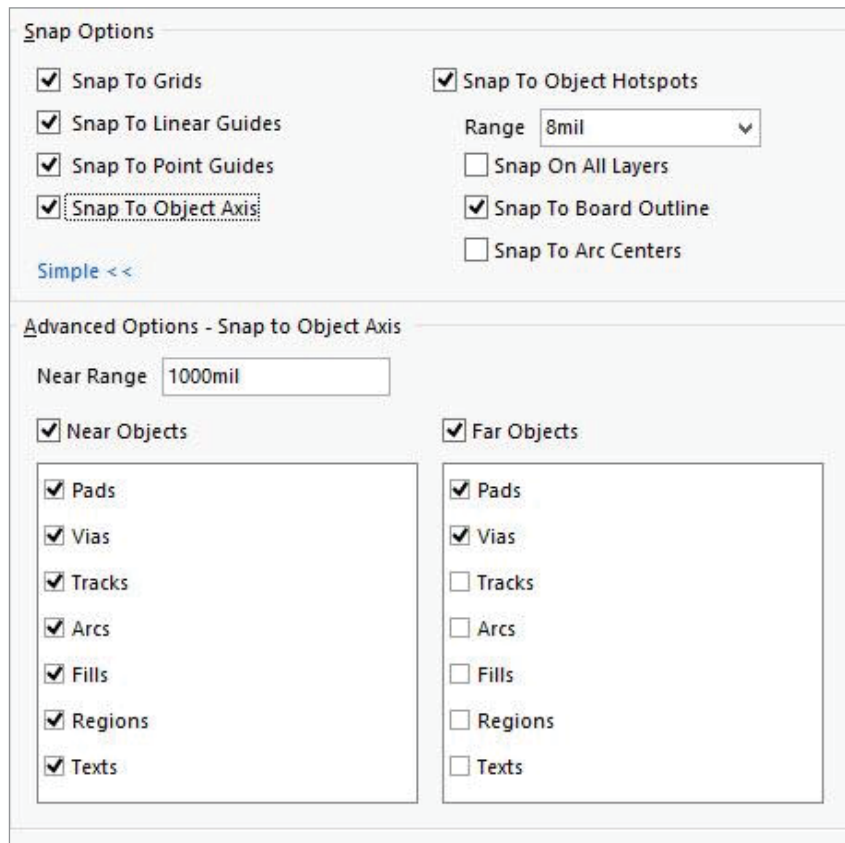 Snap Options
Snap To Grids
Snap To Linear Guides
Snap To Point Guides
Snap To Object Axis
Simple <<
Snap To Object Hotspots
Range 8mil
Snap On All Layers
Snap To Board Outline
Snap To Arc Centers
Advanced Options - Snap to Object Axis
Near Range 1000mil
Near Objects
Pads
Vias
Tracks
Arcs
Fills
Regions
Texts
Far Objects
Pads
Vias
Tracks
Arcs
Fills
Regions
Texts